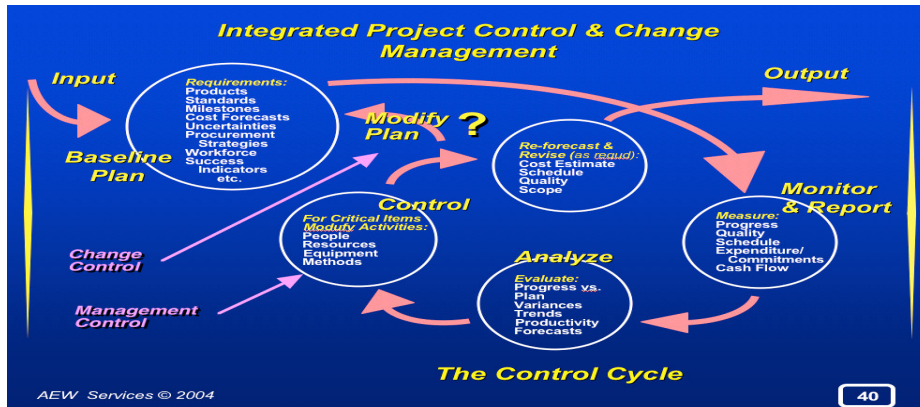 Integrated Project Control & Change
Management
Input
Output
Requirements:
Products
Standards
Milestones
Cost Forecasts
Uncertainties
Procurement
Strategies
Workforce
Success
Indicators
etc.
Baseline
Plan
Modify
Plan
?
Re-forecast &
Revise (as requd):
Cost Estimate
Schedule
Quality
Scope
Monitor
& Report
Measure:
Progress
Quality
Schedule
Expenditure/
Commitments
Cash Flow
Control
For Critical Items
Modify Activities:
People
Resources
Equipment
Methods
Analyze
Evaluate:
Progress vs.
Plan
Variances
Trends
Productivity
Forecasts
Change
Control
Management
Control
The Control Cycle
AEW Services © 2004
40